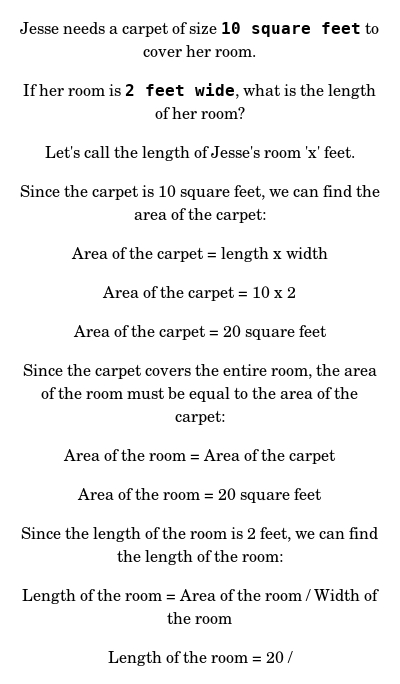 Jesse needs a carpet of size 10 square feet to
cover her room.
If her room is 2 feet wide, what is the length
of her room?
Let's call the length of Jesse's room 'x' feet.
Since the carpet is 10 square feet, we can find the
area of the carpet:
Area of the carpet = length x width
Area of the carpet = 10 x 2
Area of the carpet = 20 square feet
Since the carpet covers the entire room, the area
of the room must be equal to the area of the
carpet:
Area of the room = Area of the carpet
Area of the room = 20 square feet
Since the length of the room is 2 feet, we can find
the length of the room:
Length of the room = Area of the room / Width of
the room
Length of the room = 20 /